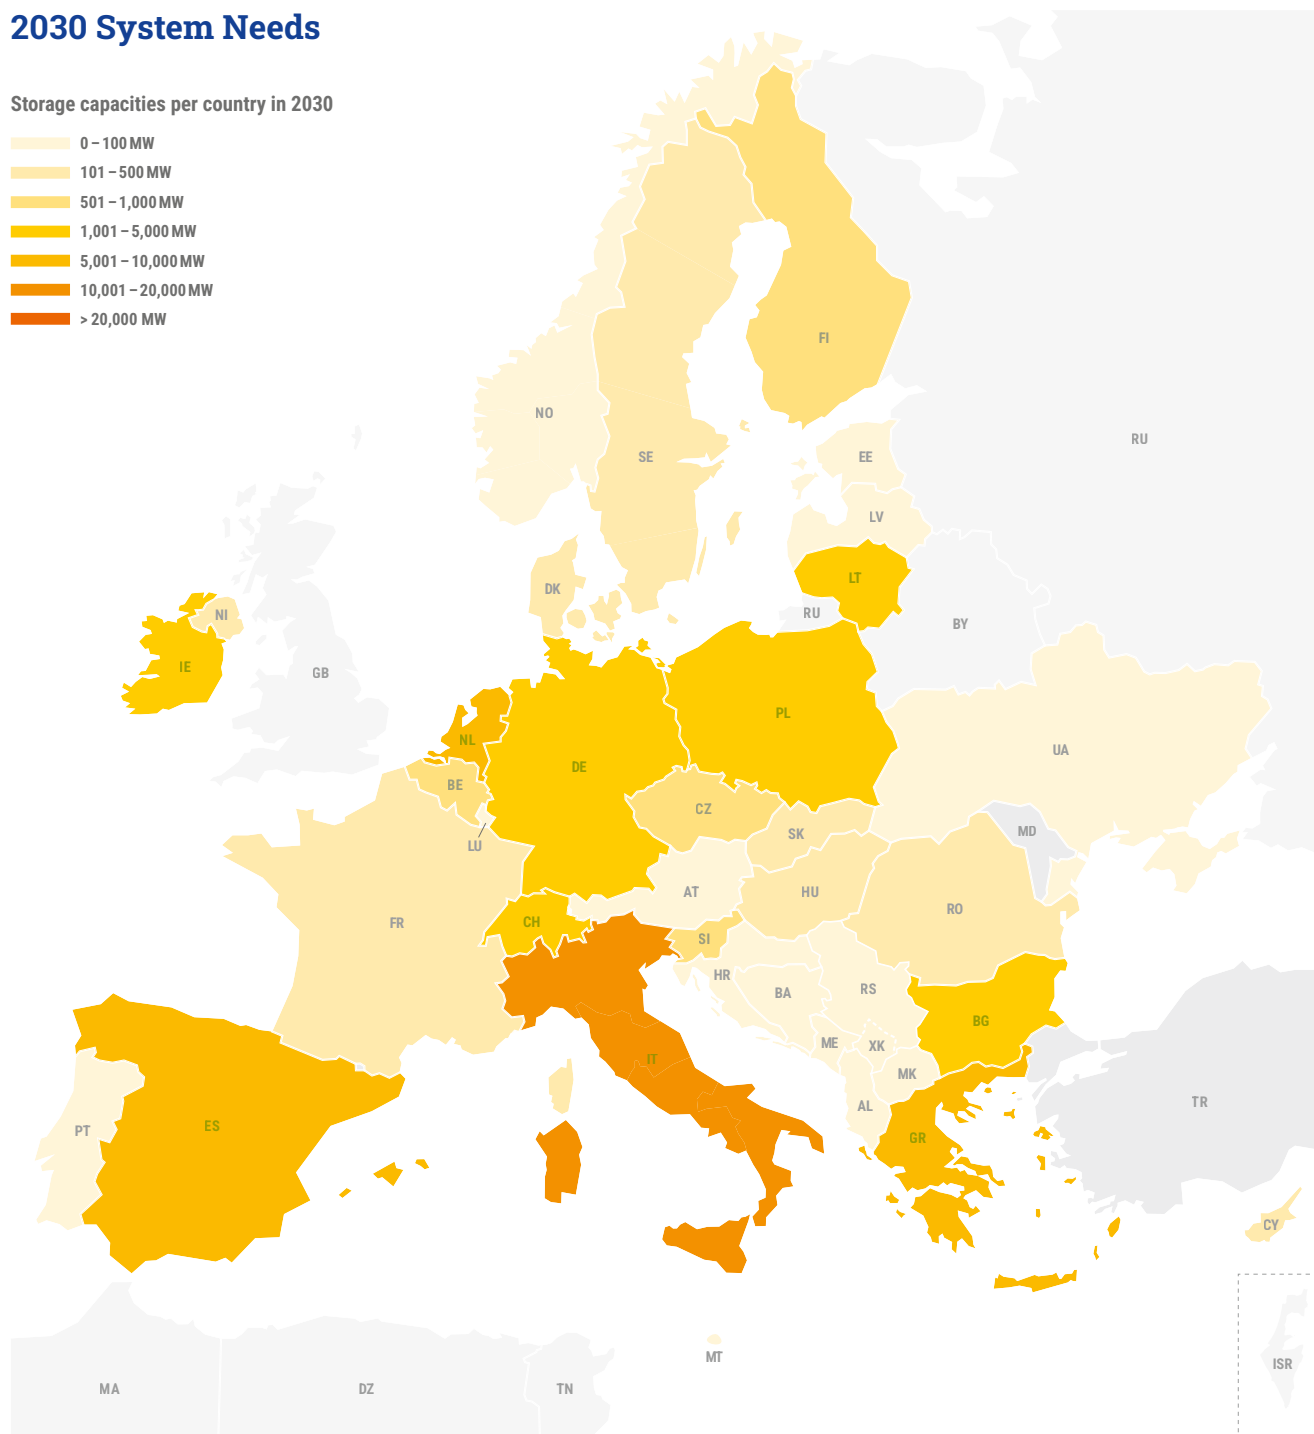 2030 System Needs
Storage capacities per country in 2030
0 – 100 MW
101 – 500 MW
501 – 1,000 MW
1,001 – 5,000 MW
5,001 – 10,000 MW
10,001 – 20,000 MW
> 20,000 MW
FI
NO
RU
SE
EE
LV
LT
DK
NI
RU
BY
IE
GB
PL
NL
UA
DE
BE
CZ
MD
SK
LU
AT
HU
RO
CH
FR
SI
HR
BA
RS
BG
ME
XK
IT
MK
TR
AL
ES
PT
GR
CY
MT
ISR
MA
DZ
TN